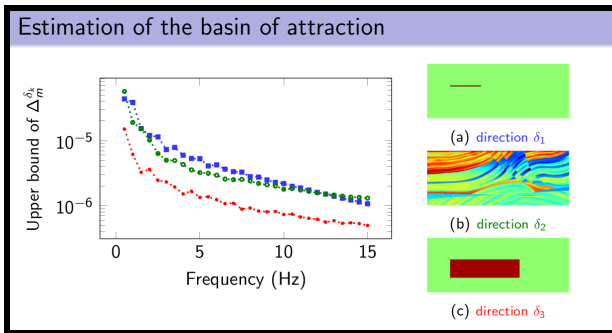 Estimation of the basin of attraction
Upper bound of Δ_m^{δ_k}
10^{-5}
10^{-6}
0 5 10 15
Frequency (Hz)
(a) direction δ_1
(b) direction δ_2
(c) direction δ_3